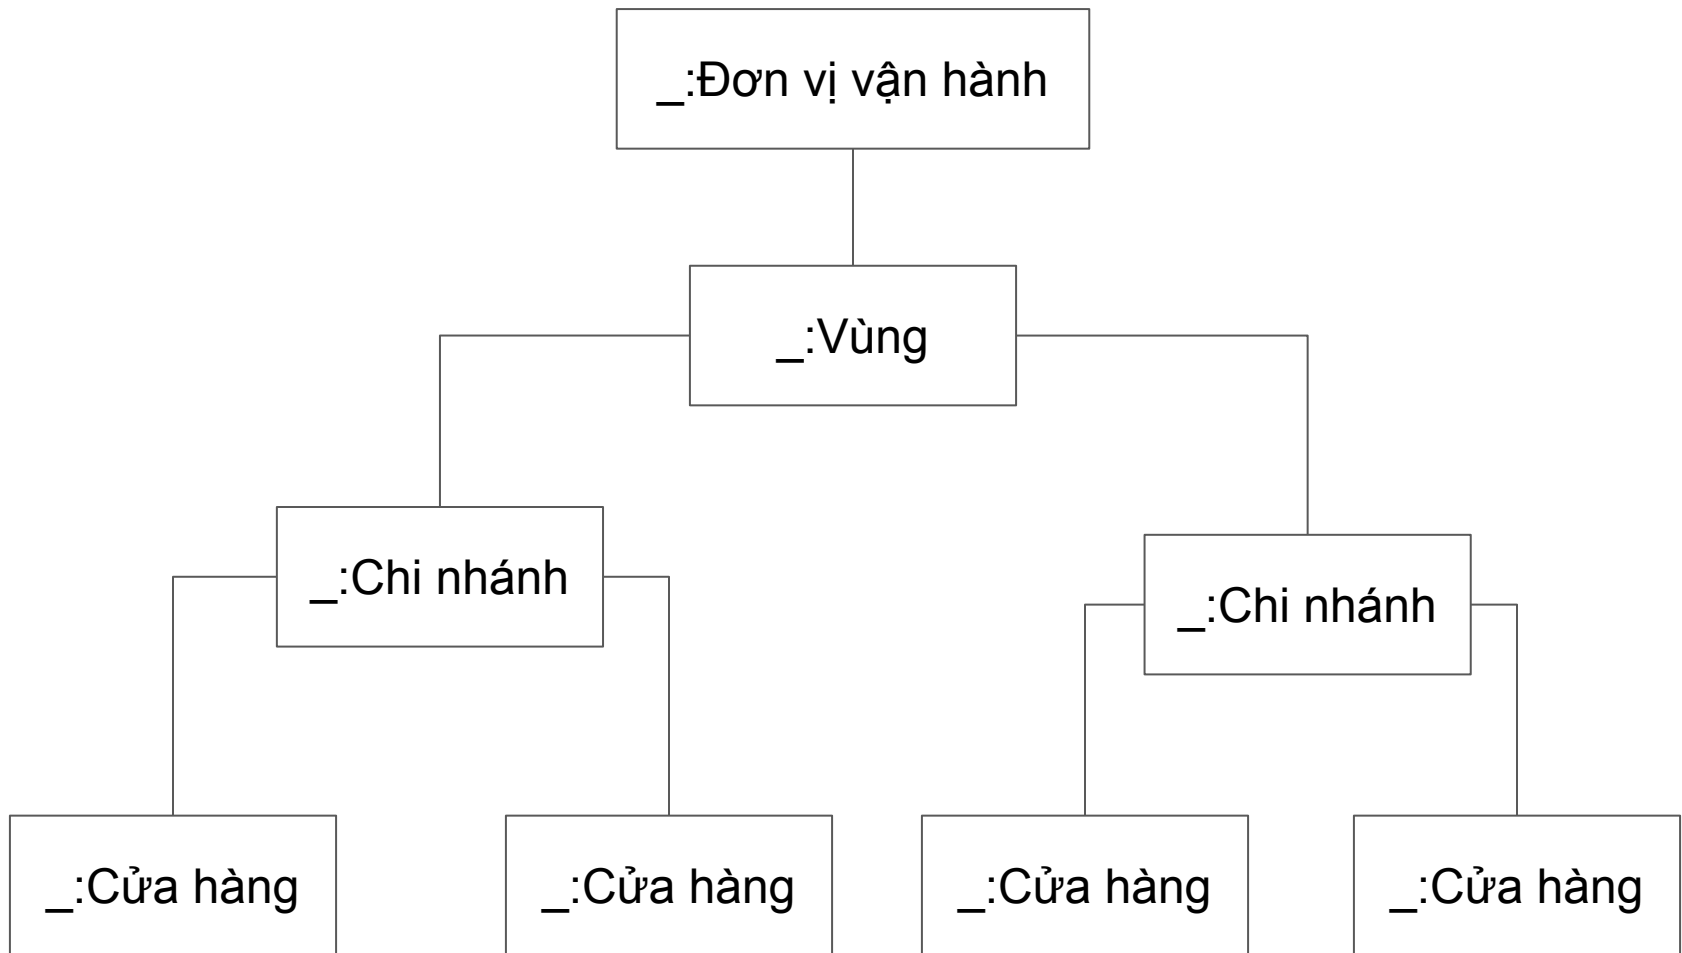 _:Đơn vị vận hành
_:Vùng
_:Chi nhánh
_:Chi nhánh
_:Cửa hàng
_:Cửa hàng
_:Cửa hàng
_:Cửa hàng